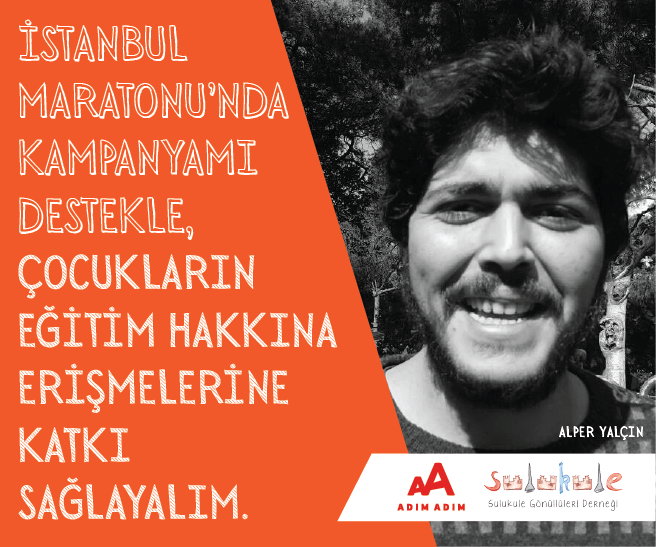 İSTANBUL
MARATONU'NDA
KAMPANYAMI
DESTEKLE,
ÇOCUKLARIN
EĞİTİM HAKKINA
ERİŞMELERİNE
KATKI
SAĞLAYALIM.
ALPER YALÇIN
AA
ADIM ADIM
Sulukule
Sulukule Gönüllüleri Derneği